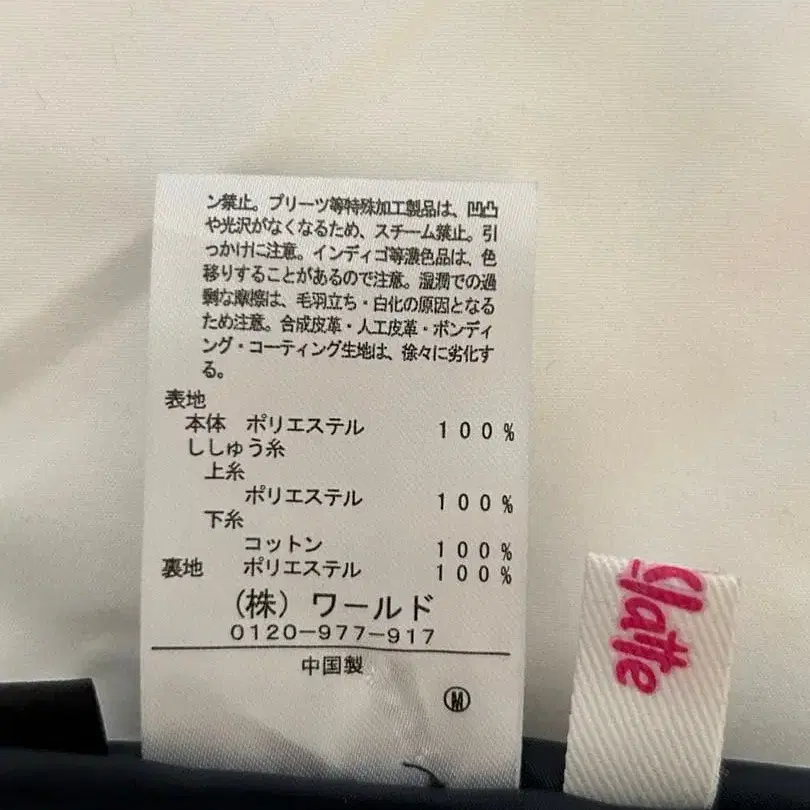 ン禁止。プリーツ等特殊加工製品は、凹凸
や光沢がなくなるため、スチーム禁止。引
っかけに注意。インディゴ等濃色品は、色
移りすることがあるので注意。湿潤での過
剰な摩擦は、毛羽立ち・白化の原因となる
ため注意。合成皮革・人工皮革・ボンディ
ング・コーティング生地は、徐々に劣化す
る。
表地
本体 ポリエステル 100%
ししゅう糸
上糸
ポリエステル 100%
下糸
コットン 100%
裏地 ポリエステル 100%
(株) ワールド
0120-977-917
中国製
Ⓜ
latte